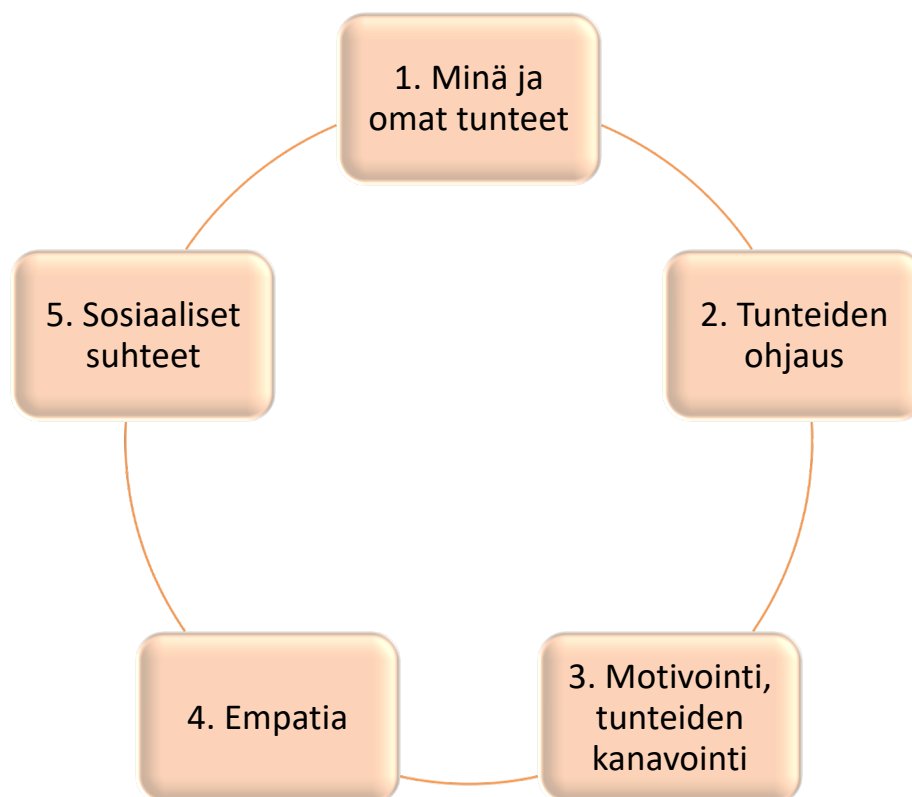 1. Minä ja
omat tunteet
2. Tunteiden
ohjaus
3. Motivointi,
tunteiden
kanavointi
4. Empatia
5. Sosiaaliset
suhteet